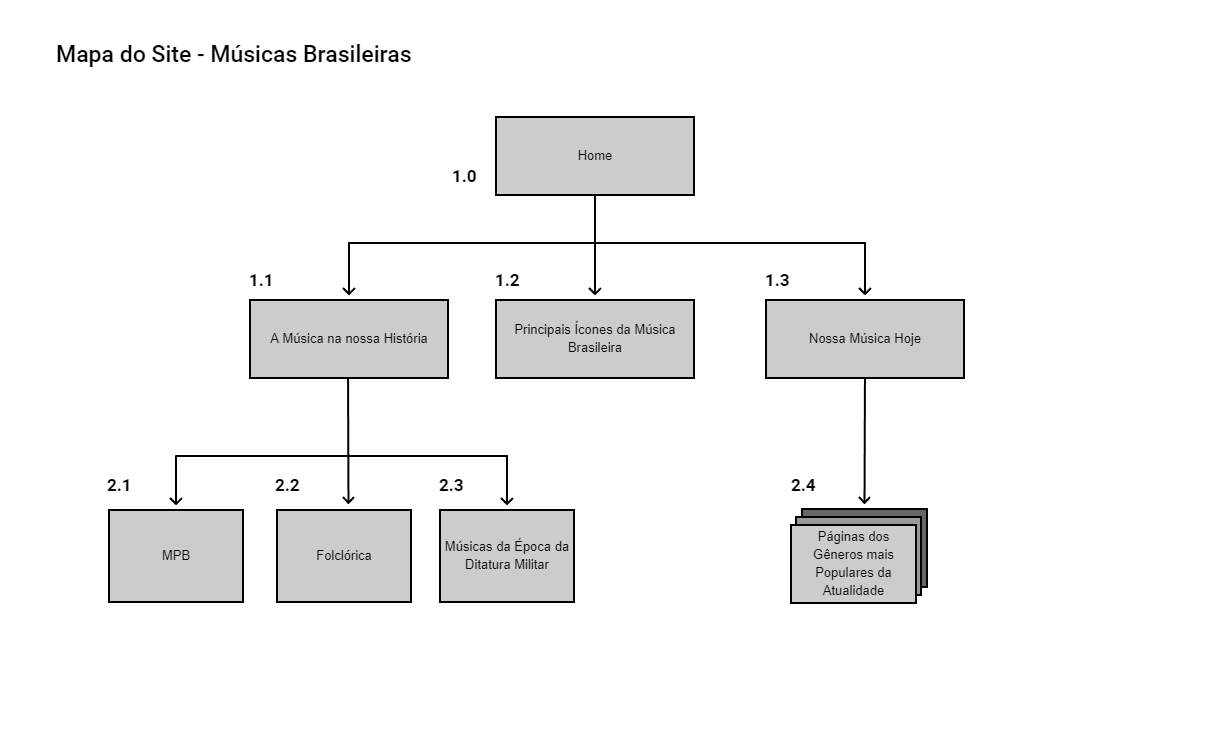 Mapa do Site - Músicas Brasileiras
Home
1.0
1.1
1.2
1.3
A Música na nossa História
Principais Ícones da Música
Brasileira
Nossa Música Hoje
2.1
2.2
2.3
2.4
MPB
Folclórica
Músicas da Época da
Ditatura Militar
Páginas dos
Gêneros mais
Populares da
Atualidade